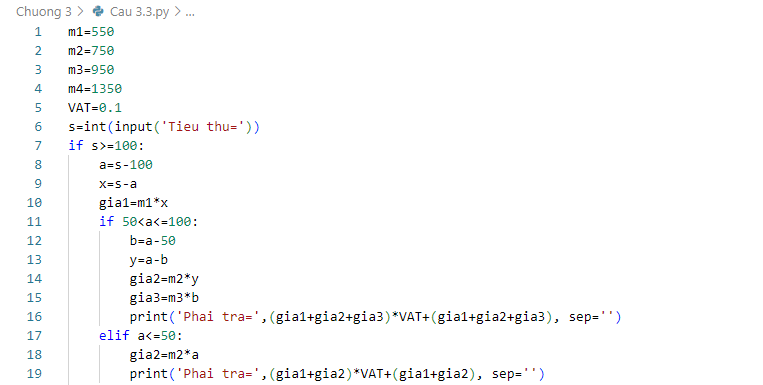 Chuong 3 > Cau 3.3.py > ...
1 m1=550
2 m2=750
3 m3=950
4 m4=1350
5 VAT=0.1
6 s=int(input('Tieu thu='))
7 if s>=100:
8     a=s-100
9     x=s-a
10     gia1=m1*x
11     if 50<a<=100:
12         b=a-50
13         y=a-b
14         gia2=m2*y
15         gia3=m3*b
16         print('Phai tra=',(gia1+gia2+gia3)*VAT+(gia1+gia2+gia3), sep='')
17     elif a<=50:
18         gia2=m2*a
19         print('Phai tra=',(gia1+gia2)*VAT+(gia1+gia2), sep='')